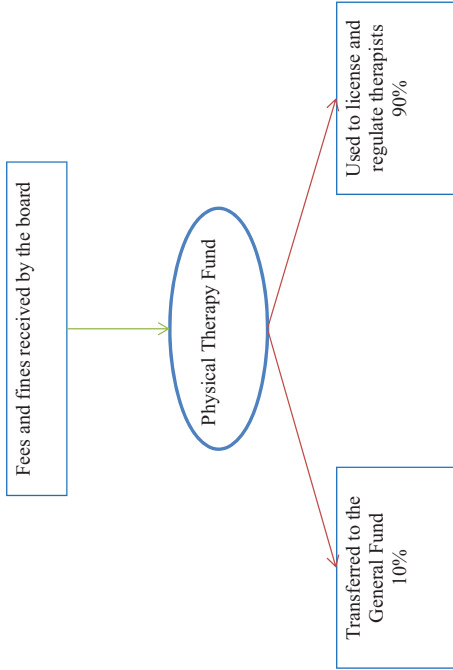 Fees and fines received by the board
Physical Therapy Fund
Transferred to the
General Fund
10%
Used to license and
regulate therapists
90%